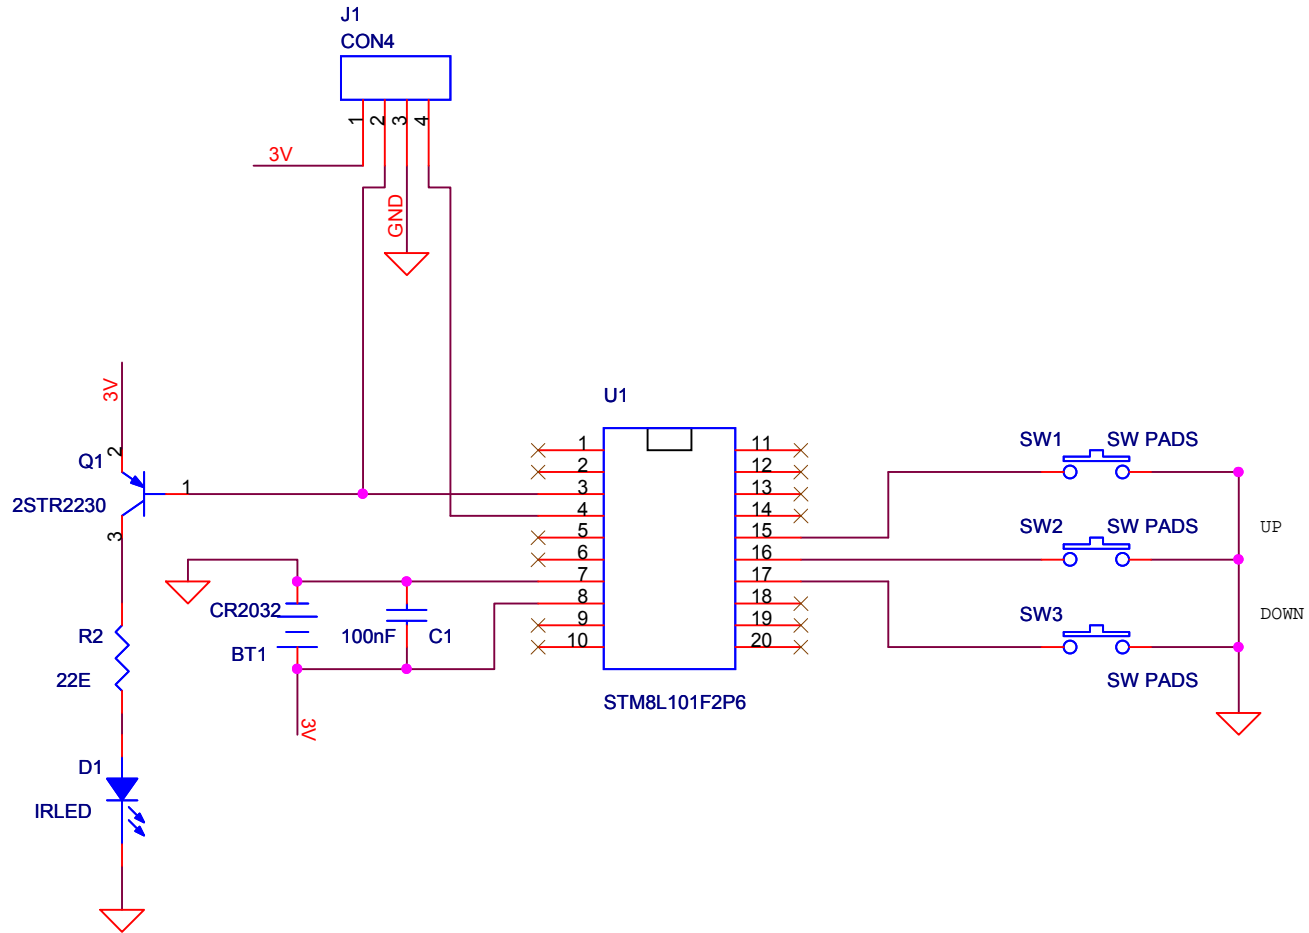 J1
CON4
1
2
3
4
3V
GND
3V
2
Q1
1
2STR2230
3
R2
22E
D1
IRLED
CR2032
BT1
100nF C1
3V
U1
1 11
2 12
3 13
4 14
5 15
6 16
7 17
8 18
9 19
10 20
STM8L101F2P6
SW1 SW PADS
UP
SW2 SW PADS
DOWN
SW3
SW PADS